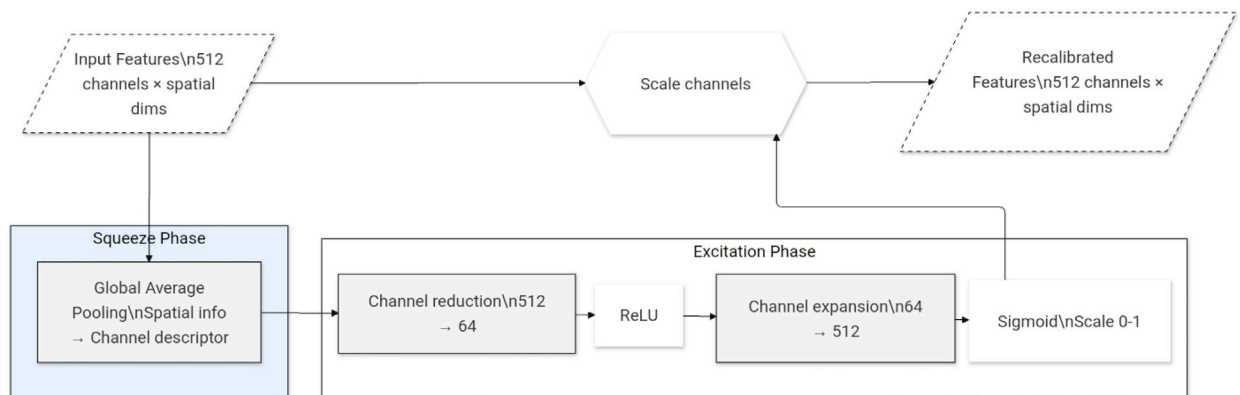 Input Features\n512
channels × spatial
dims
Scale channels
Recalibrated
Features\n512 channels ×
spatial dims
Squeeze Phase
Global Average
Pooling\nSpatial info
→ Channel descriptor
Excitation Phase
Channel reduction\n512
→ 64
ReLU
Channel expansion\n64
→ 512
Sigmoid\nScale 0-1